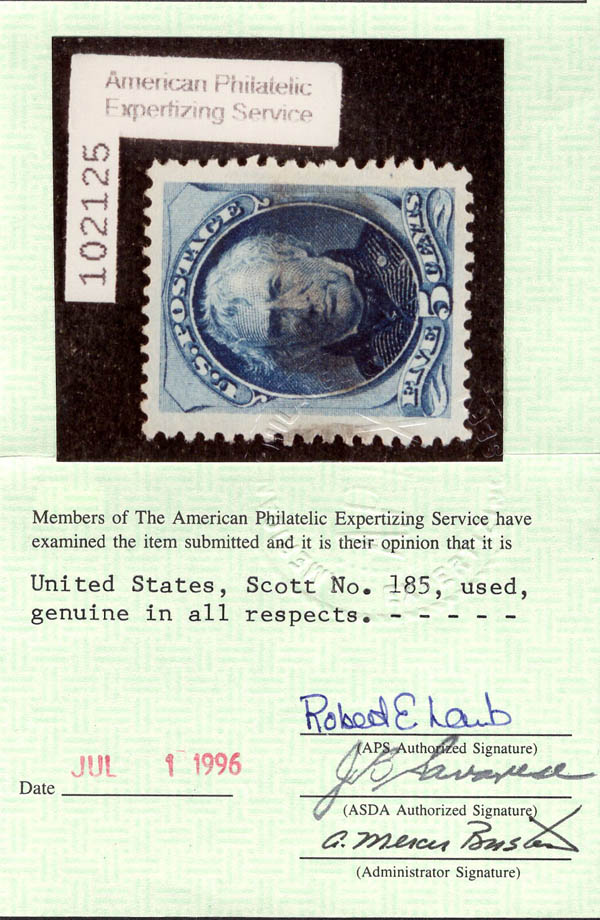 American Philatelic
Expertizing Service
102125
U.S. POSTAGE
FIVE 5 CENTS
Members of The American Philatelic Expertizing Service have
examined the item submitted and it is their opinion that it is
United States, Scott No. 185, used,
genuine in all respects. - - - - -
Robert E Laub
(APS Authorized Signature)
JUL 1 1996
Date
(ASDA Authorized Signature)
(Administrator Signature)